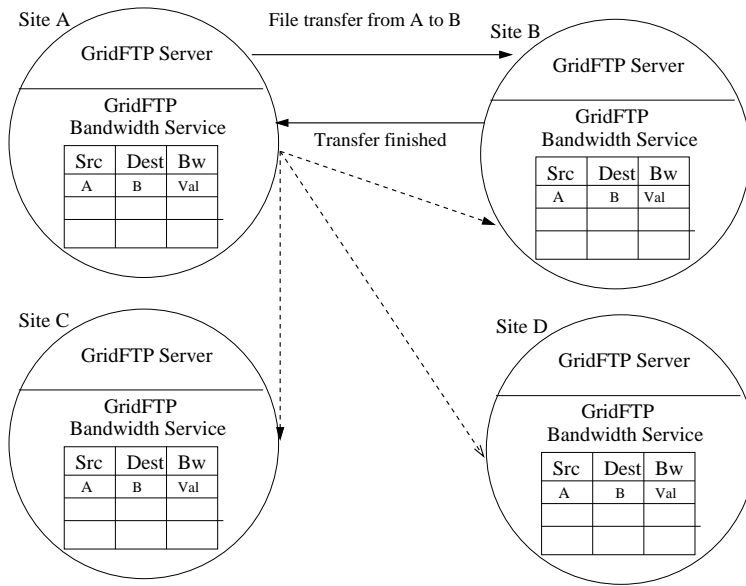 Site A
GridFTP Server
GridFTP
Bandwidth Service
Src Dest Bw
A B Val
File transfer from A to B
Transfer finished
Site B
GridFTP Server
GridFTP
Bandwidth Service
Src Dest Bw
A B Val
Site C
GridFTP Server
GridFTP
Bandwidth Service
Src Dest Bw
A B Val
Site D
GridFTP Server
GridFTP
Bandwidth Service
Src Dest Bw
A B Val